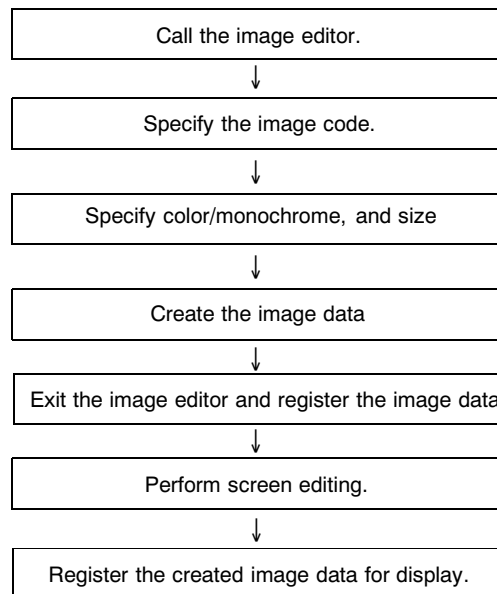 Call the image editor.
Specify the image code.
Specify color/monochrome, and size
Create the image data
Exit the image editor and register the image data
Perform screen editing.
Register the created image data for display.